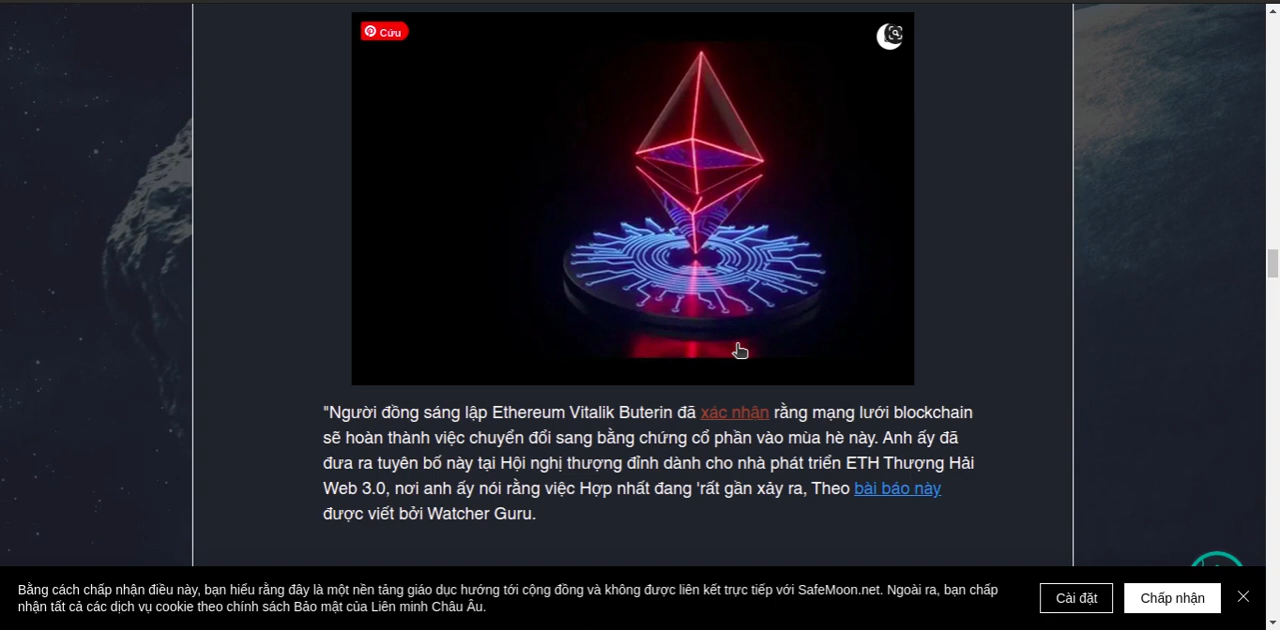 Cứu
"Người đồng sáng lập Ethereum Vitalik Buterin đã xác nhận rằng mạng lưới blockchain
sẽ hoàn thành việc chuyển đổi sang bằng chứng cổ phần vào mùa hè này. Anh ấy đã
đưa ra tuyên bố này tại Hội nghị thượng đỉnh dành cho nhà phát triển ETH Thượng Hải
Web 3.0, nơi anh ấy nói rằng việc Hợp nhất đang 'rất gần xảy ra, Theo bài báo này
được viết bởi Watcher Guru.
Bằng cách chấp nhận điều này, bạn hiểu rằng đây là một nền tảng giáo dục hướng tới cộng đồng và không được liên kết trực tiếp với SafeMoon.net. Ngoài ra, bạn chấp
nhận tất cả các dịch vụ cookie theo chính sách Bảo mật của Liên minh Châu Âu.
Cài đặt
Chấp nhận